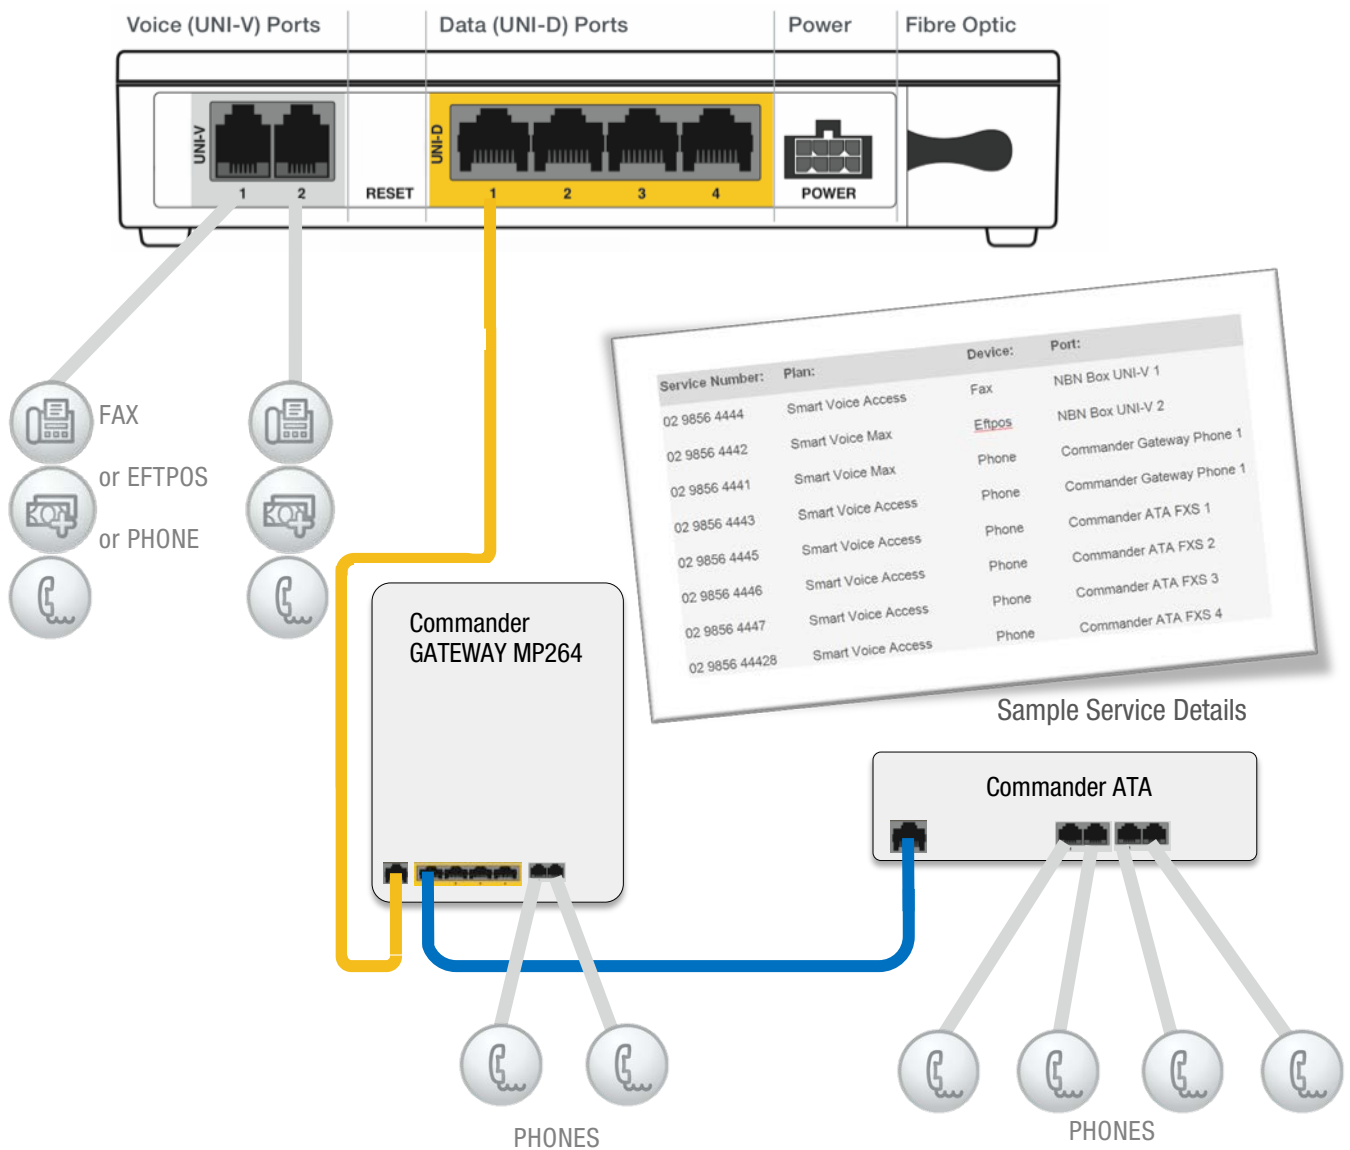 Voice (UNI-V) Ports
Data (UNI-D) Ports
Power
Fibre Optic
UNI-V
1
2
RESET
UNI-D
1
2
3
4
POWER
FAX
or EFTPOS
or PHONE
Service Number: Plan: Device: Port:
02 9856 4444 Smart Voice Access Fax NBN Box UNI-V 1
02 9856 4442 Smart Voice Max Eftpos NBN Box UNI-V 2
02 9856 4441 Smart Voice Max Phone Commander Gateway Phone 1
02 9856 4443 Smart Voice Access Phone Commander Gateway Phone 1
02 9856 4445 Smart Voice Access Phone Commander ATA FXS 1
02 9856 4446 Smart Voice Access Phone Commander ATA FXS 2
02 9856 4447 Smart Voice Access Phone Commander ATA FXS 3
02 9856 44428 Smart Voice Access Phone Commander ATA FXS 4
Sample Service Details
Commander
GATEWAY MP264
Commander ATA
PHONES
PHONES